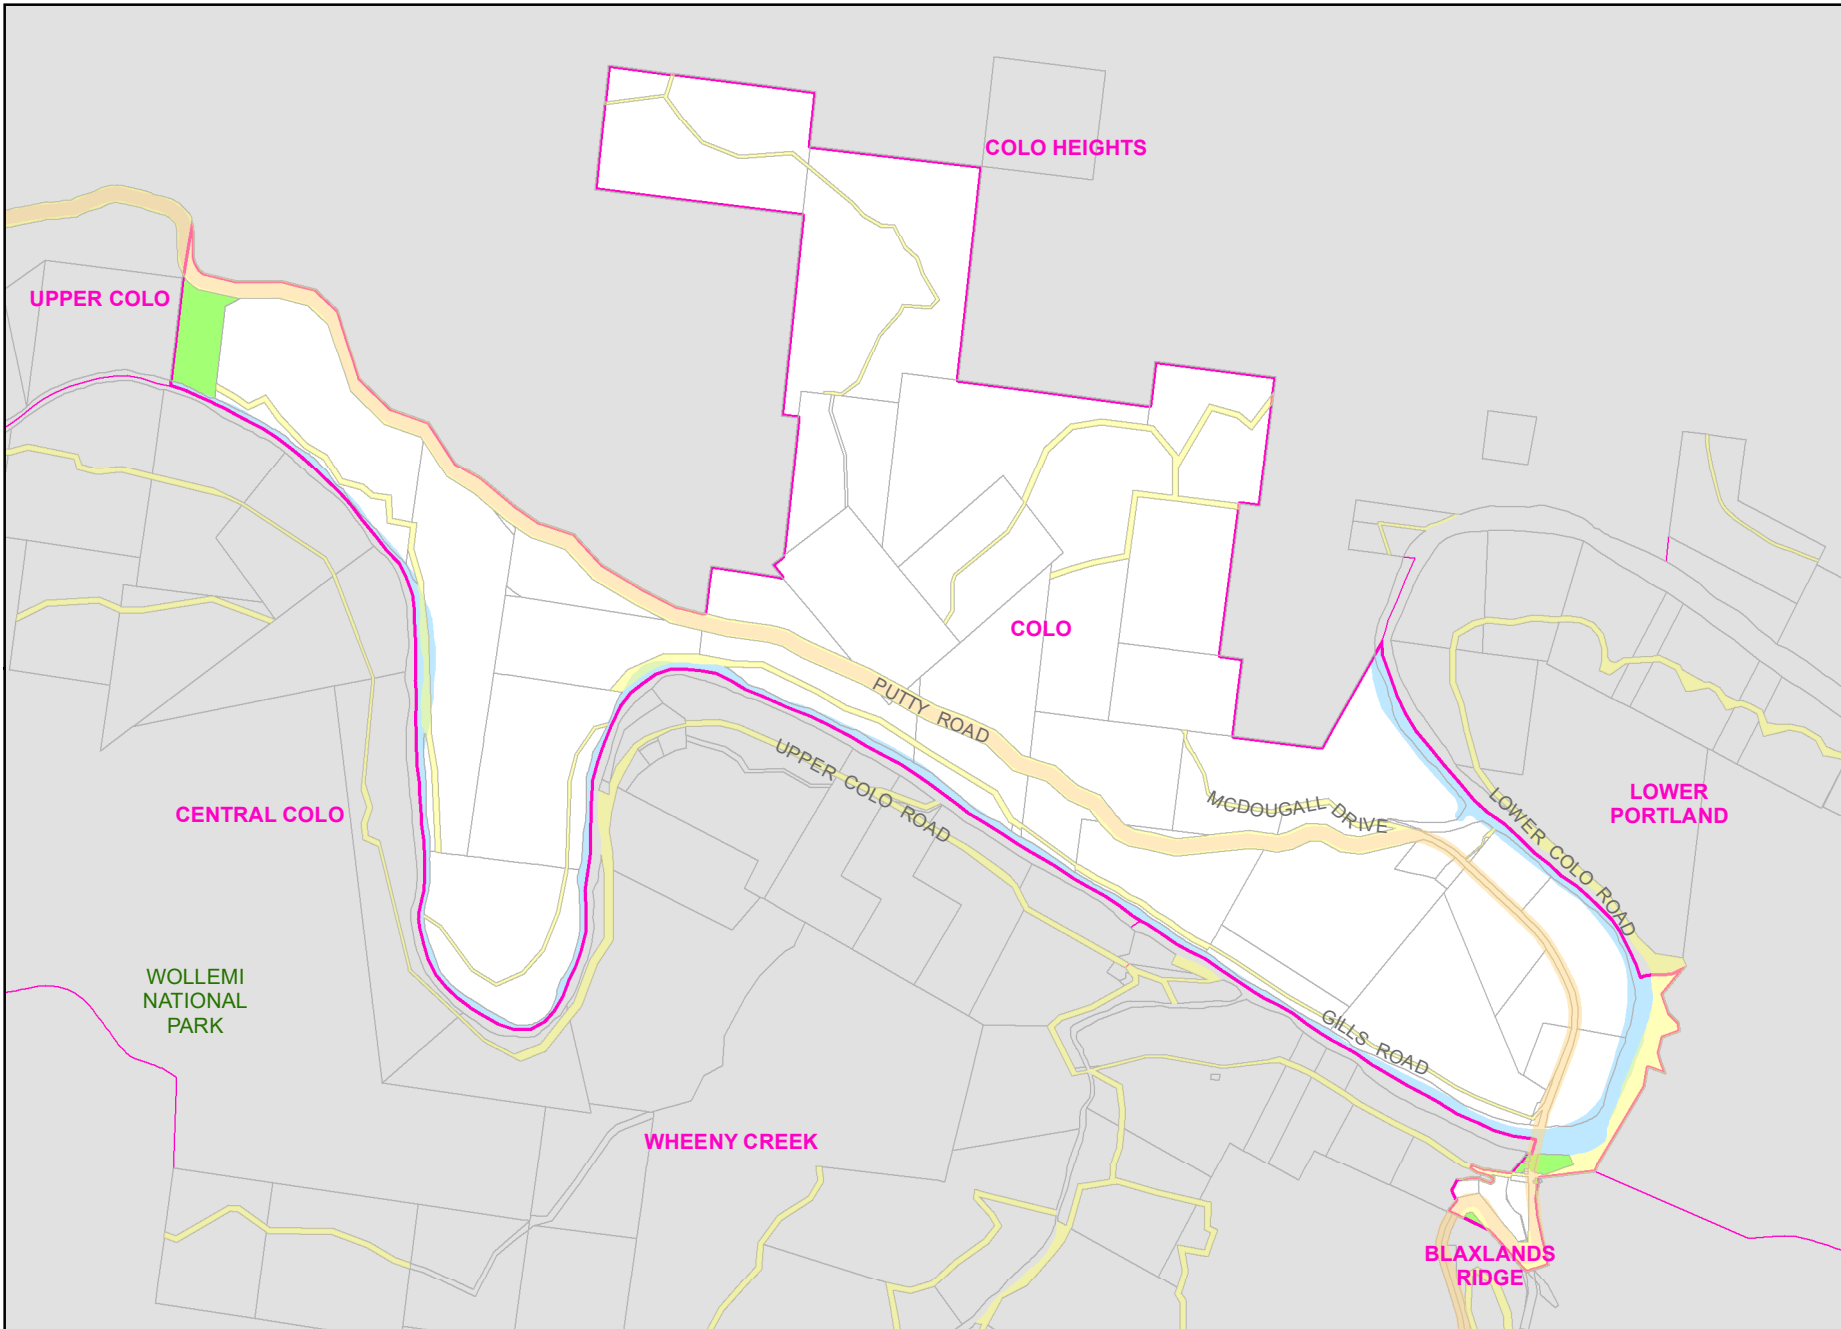 COLO HEIGHTS
UPPER COLO
COLO
PUTTY ROAD
UPPER COLO ROAD
MCDOUGALL DRIVE
LOWER COLO ROAD
LOWER
PORTLAND
CENTRAL COLO
WOLLEMI
NATIONAL
PARK
GILLS ROAD
WHEENY CREEK
BLAXLANDS
RIDGE